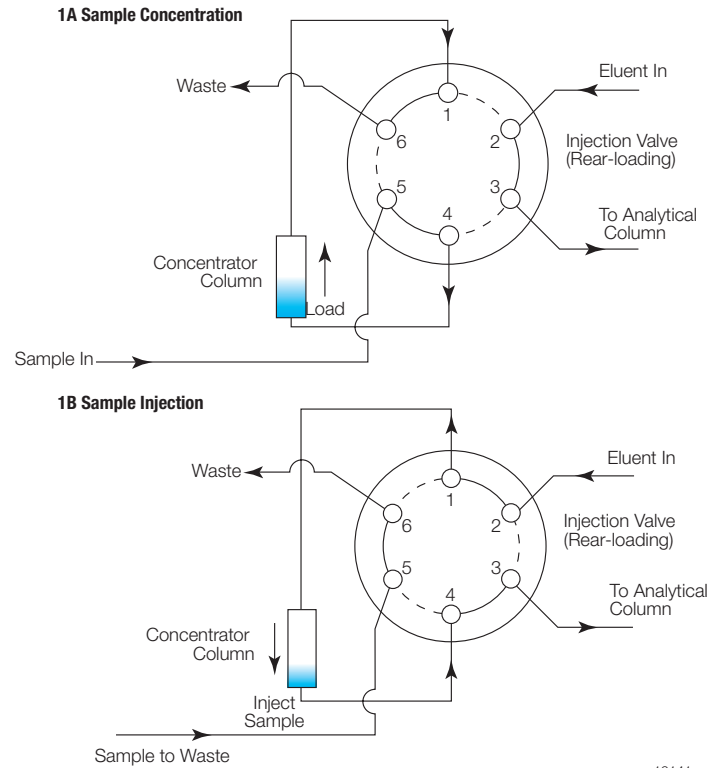 1A Sample Concentration
Waste
Eluent In
1
6
2
Injection Valve
(Rear-loading)
5
3
4
To Analytical
Column
Concentrator
Column
Load
Sample In
1B Sample Injection
Waste
Eluent In
1
6
2
Injection Valve
(Rear-loading)
5
3
4
To Analytical
Column
Concentrator
Column
Inject
Sample
Sample to Waste